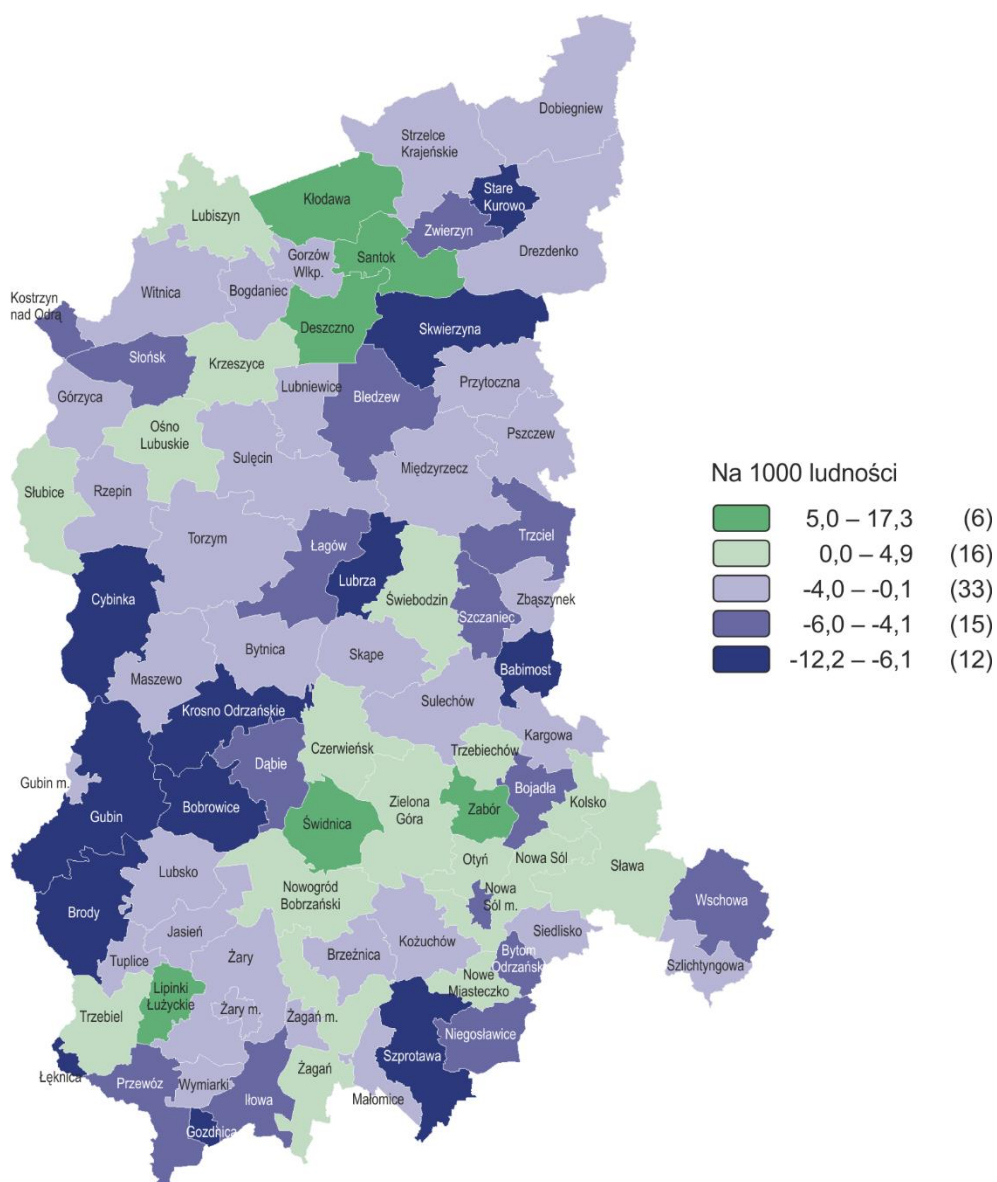 Dobiegniew
Strzelce
Krajeńskie
Stare
Kurowo
Kłodawa
Lubiszyn
Zwierzyn
Santok
Gorzów
Wlkp.
Drezdenko
Witnica
Bogdaniec
Kostrzyn
nad Odrą
Deszczno
Skwierzyna
Słońsk
Krzeszyce
Lubniewice
Przytoczna
Górzyca
Bledzew
Ośno
Lubuskie
Pszczew
Sulęcin
Międzyrzecz
Słubice
Rzepin
Torzym
Trzciel
Łagów
Lubrza
Cybinka
Świebodzin
Zbąszynek
Szczaniec
Bytnica
Skąpe
Babimost
Maszewo
Sulechów
Krosno Odrzańskie
Kargowa
Czerwieńsk
Trzebiechów
Dąbie
Gubin m.
Bojadła
Kolsko
Bobrowice
Zielona
Góra
Zabór
Gubin
Świdnica
Otyń
Nowa Sól
Sława
Lubsko
Nowogród
Bobrzański
Nowa
Sól m.
Wschowa
Brody
Jasień
Siedlisko
Kożuchów
Brzeźnica
Żary
Bytom
Odrzański
Tuplice
Szlichtyngowa
Lipinki
Łużyckie
Nowe
Miasteczko
Trzebiel
Żary m.
Żagań m.
Niegosławice
Szprotawa
Żagań
Łęknica
Przewóz
Wymiarki
Iłowa
Małomice
Gozdnica
Na 1000 ludności
5,0 – 17,3 (6)
0,0 – 4,9 (16)
-4,0 – -0,1 (33)
-6,0 – -4,1 (15)
-12,2 – -6,1 (12)